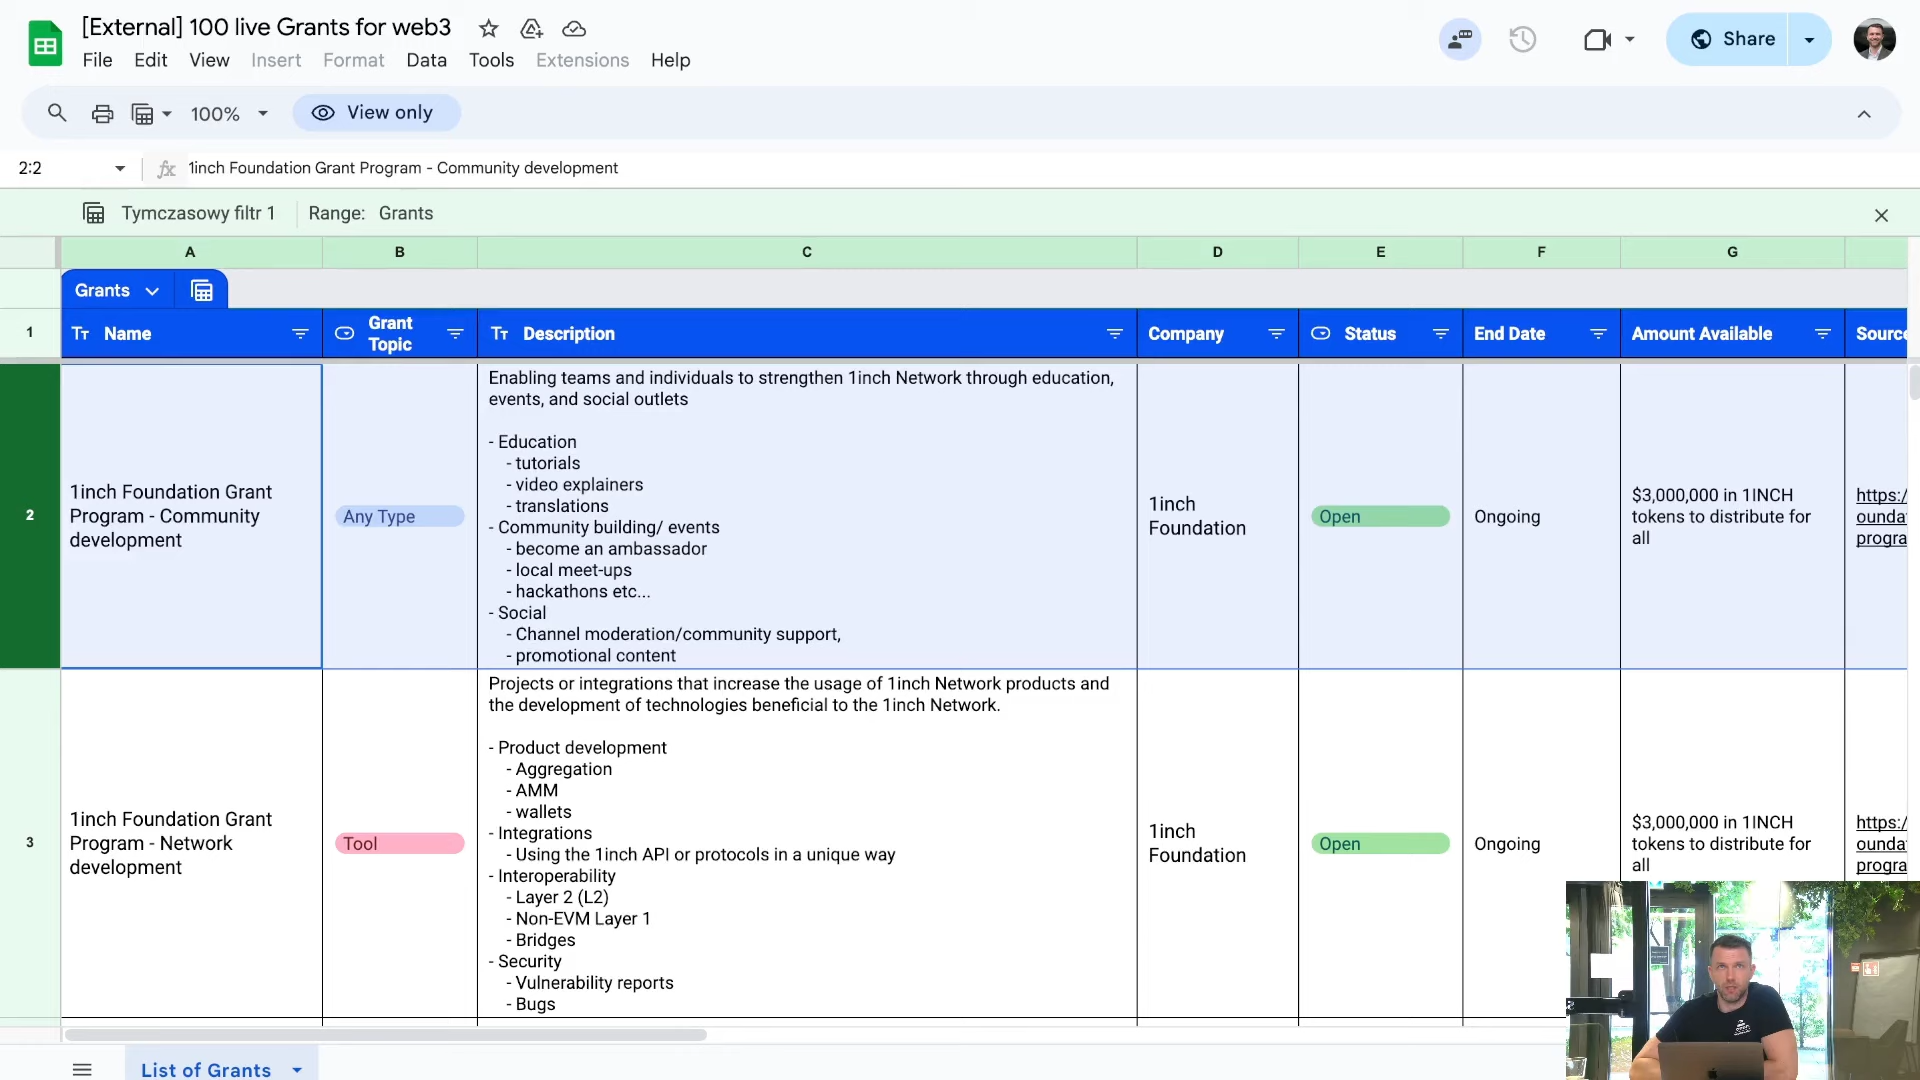 [External] 100 live Grants for web3
File Edit View Insert Format Data Tools Extensions Help
Share
100%
View only
2:2
fx
1inch Foundation Grant Program - Community development
Tymczasowy filtr 1
Range: Grants
A B C D E F G
Grants
1
Tт Name
Grant
Topic
Tт Description
Company
Status
End Date
Amount Available
Source
2
1inch Foundation Grant
Program - Community
development
Any Type
Enabling teams and individuals to strengthen 1inch Network through education,
events, and social outlets
- Education
- tutorials
- video explainers
- translations
- Community building/ events
- become an ambassador
- local meet-ups
- hackathons etc...
- Social
- Channel moderation/community support,
- promotional content
1inch
Foundation
Open
Ongoing
$3,000,000 in 1INCH
tokens to distribute for
all
https:/
ounda
progra
3
1inch Foundation Grant
Program - Network
development
Tool
Projects or integrations that increase the usage of 1inch Network products and
the development of technologies beneficial to the 1inch Network.
- Product development
- Aggregation
- AMM
- wallets
- Integrations
- Using the 1inch API or protocols in a unique way
- Interoperability
- Layer 2 (L2)
- Non-EVM Layer 1
- Bridges
- Security
- Vulnerability reports
- Bugs
1inch
Foundation
Open
Ongoing
$3,000,000 in 1INCH
tokens to distribute for
all
https:/
ounda
progra
List of Grants